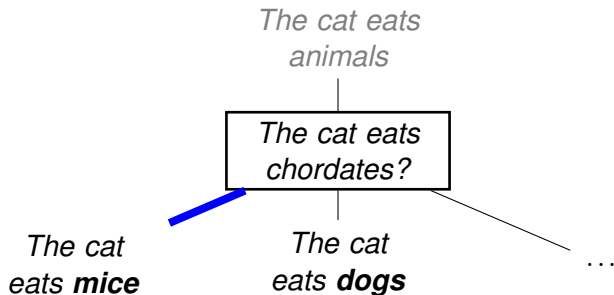 The cat eats
animals
The cat eats
chordates?
The cat
eats mice
The cat
eats dogs
...